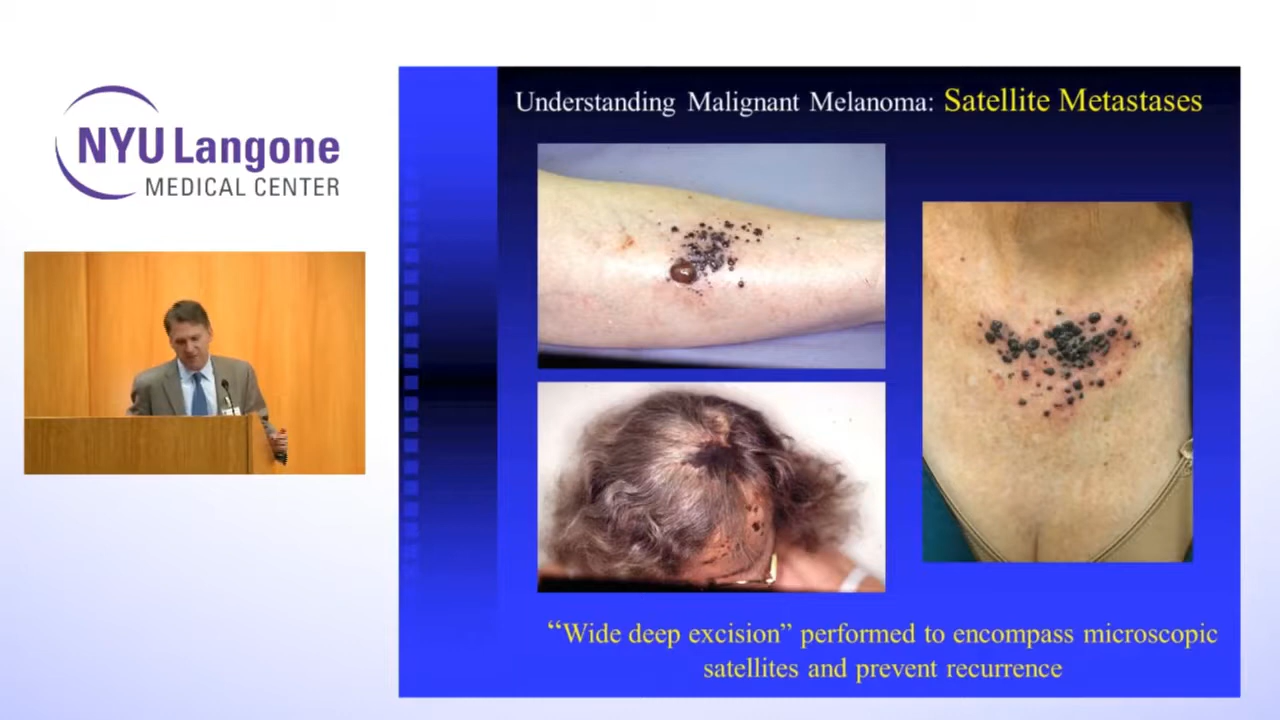 NYU Langone
MEDICAL CENTER
Understanding Malignant Melanoma: Satellite Metastases
“Wide deep excision” performed to encompass microscopic
satellites and prevent recurrence